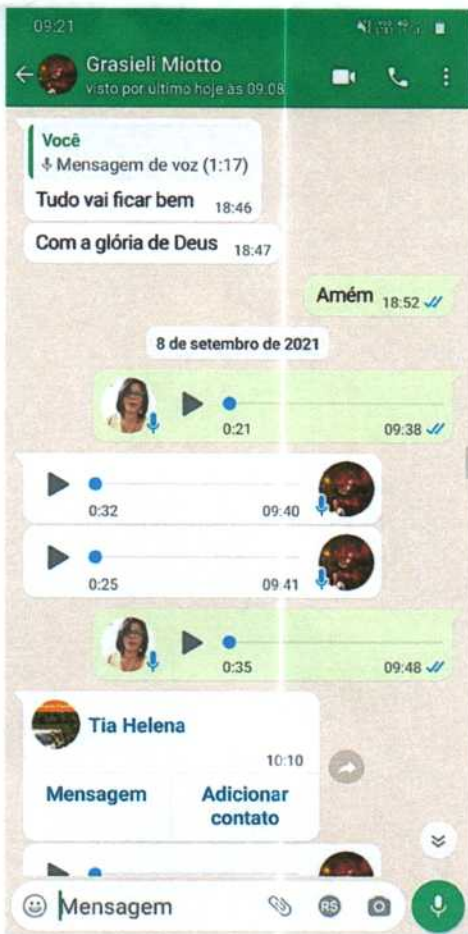 09:21
Grasieli Miotto
visto por último hoje às 09:08
Você
Mensagem de voz (1:17)
Tudo vai ficar bem 18:46
Com a glória de Deus 18:47
Amém 18:52
8 de setembro de 2021
0:21 09:38
0:32 09:40
0:25 09:41
0:35 09:48
Tia Helena
10:10
Mensagem
Adicionar
contato
Mensagem
RS